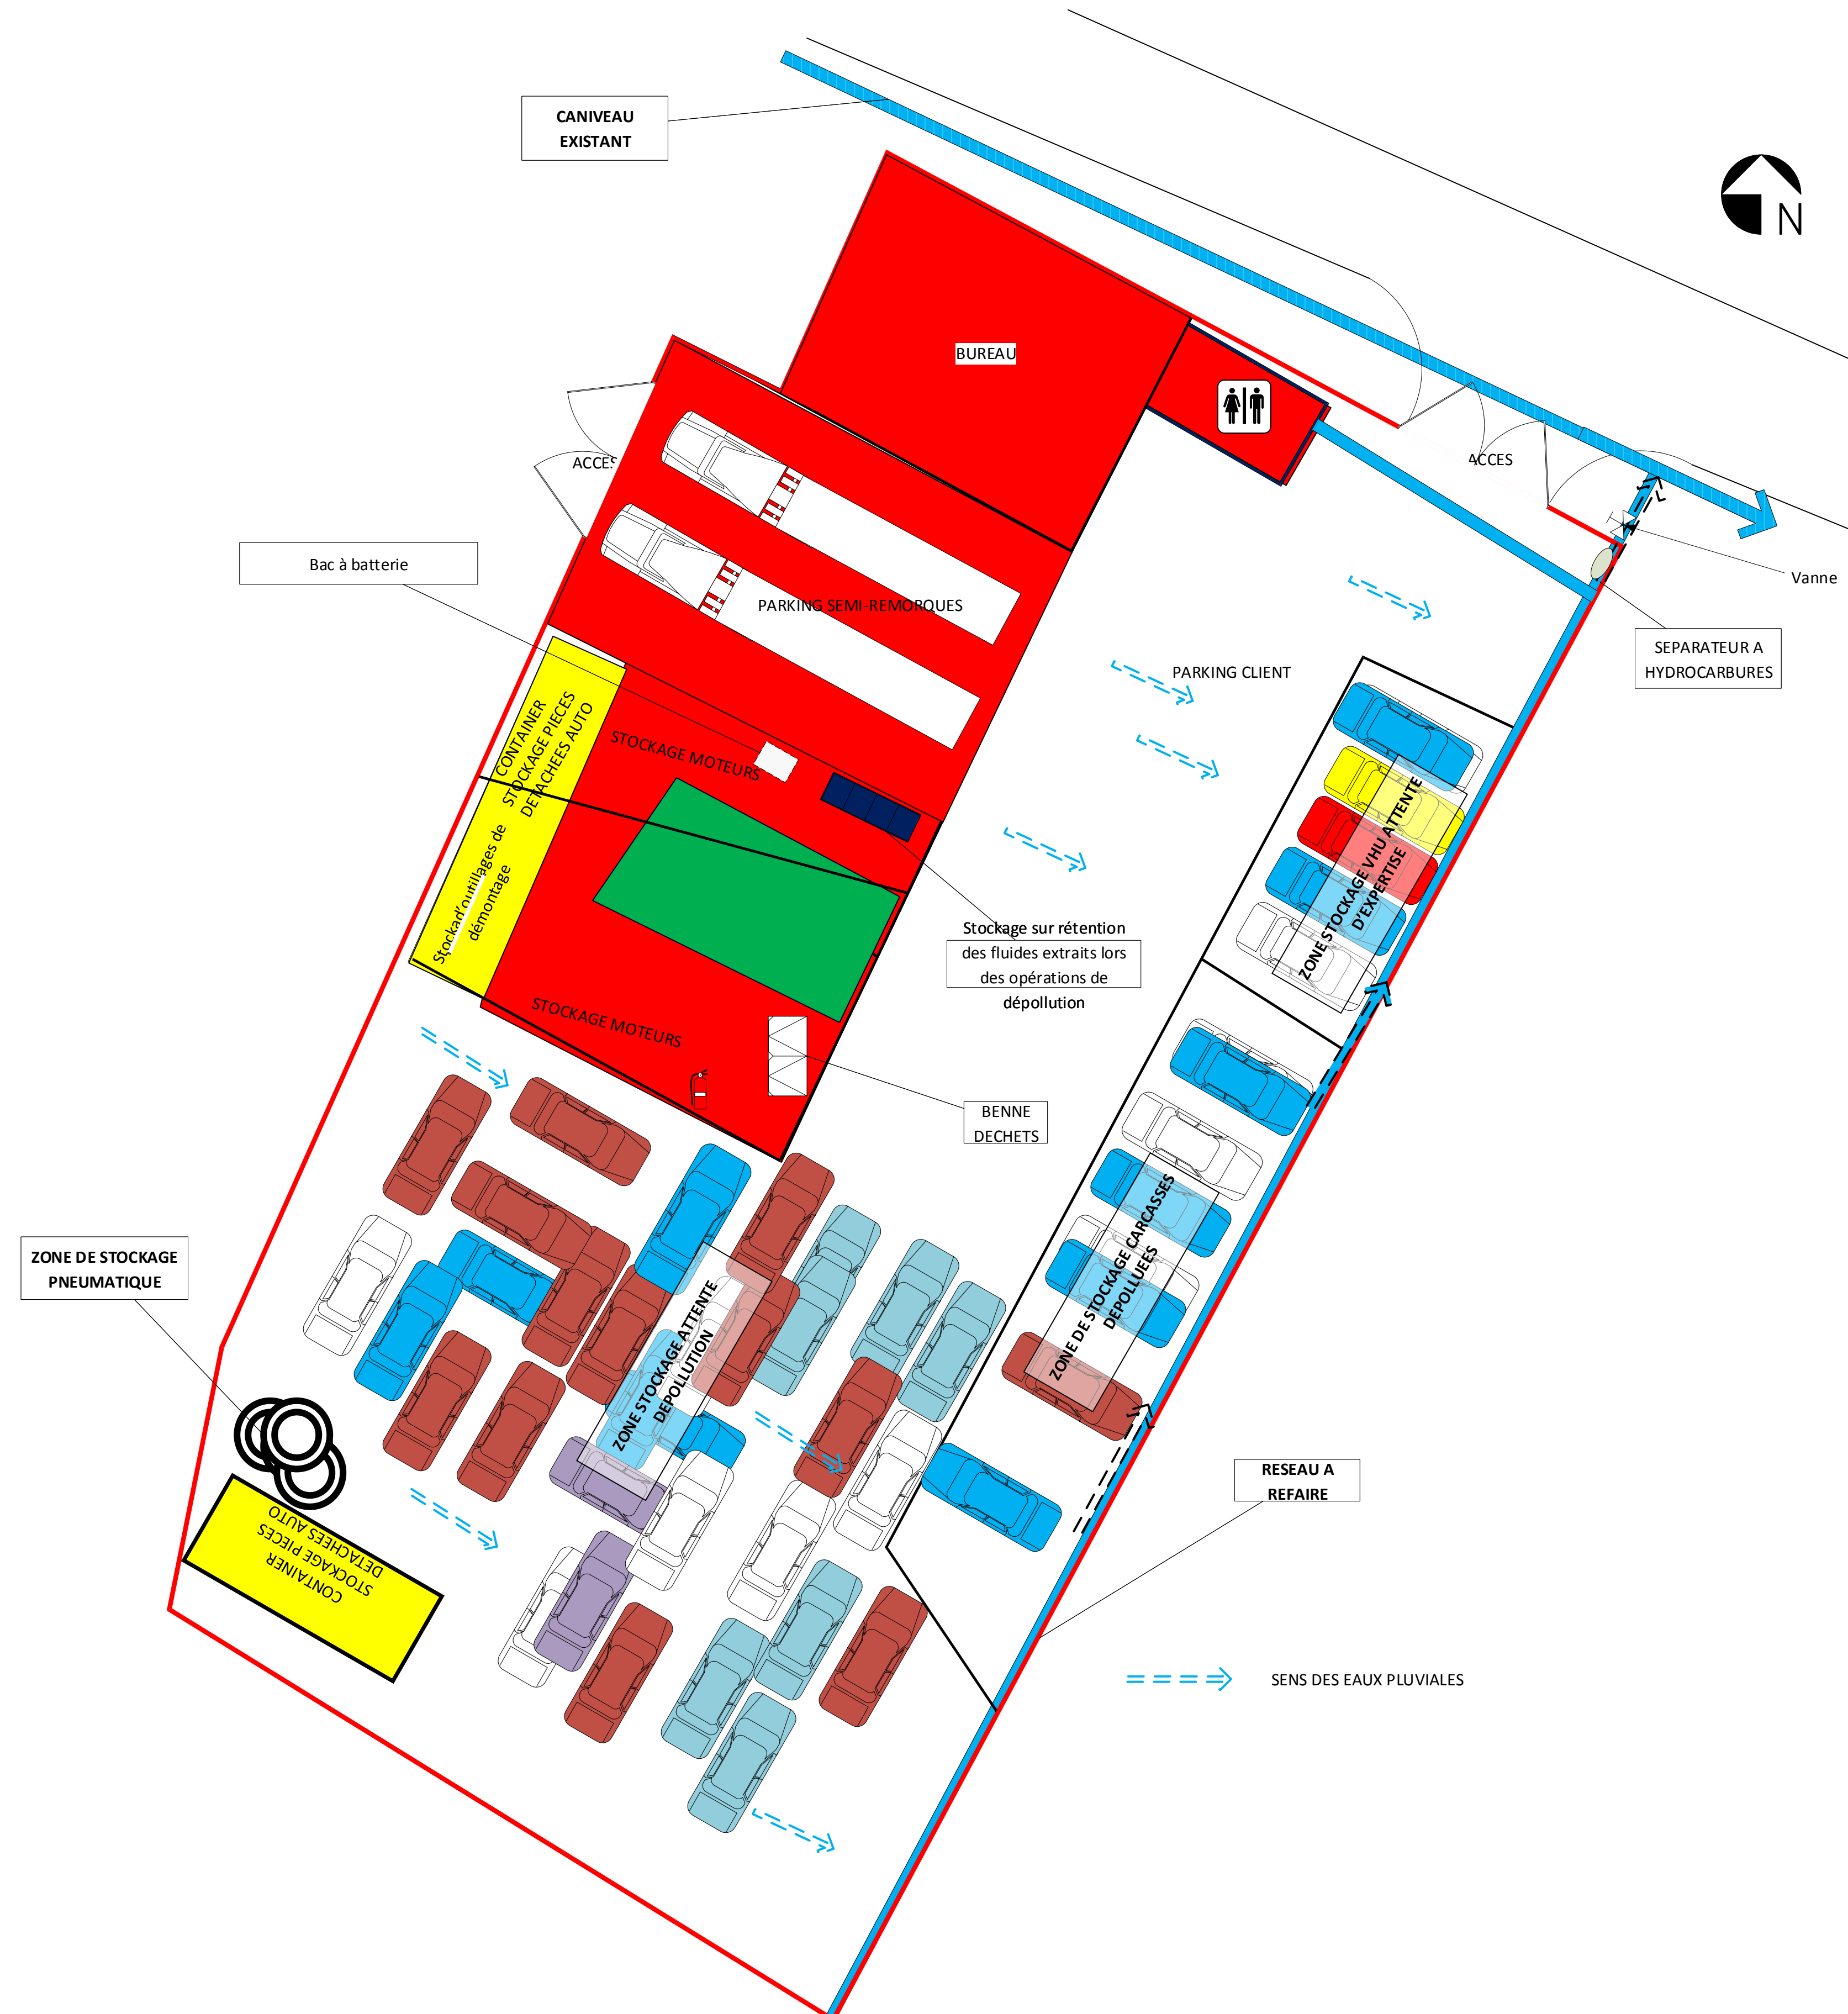 CANIVEAU
EXISTANT
N
BUREAU
ACCES
ACCES
Bac à batterie
Vanne
PARKING SEMI-REMORQUES
SEPARATEUR A
HYDROCARBURES
PARKING CLIENT
CONTAINER
STOCKAGE PIECES
DETACHEES AUTO
STOCKAGE MOTEURS
ZONE STOCKAGE VHU ATTENTE
D'EXPERTISE
démontage
Stockage sur rétention
des fluides extraits lors
des opérations de
dépollution
STOCKAGE MOTEURS
BENNE
DECHETS
ZONE DE STOCKAGE CARCASSES
DEPOLLUEES
ZONE DE STOCKAGE
PNEUMATIQUE
ZONE STOCKAGE ATTENTE
DEPOLLUTION
RESEAU A
REFAIRE
CONTAINER
STOCKAGE PIECES
DETACHEES AUTO
SENS DES EAUX PLUVIALES